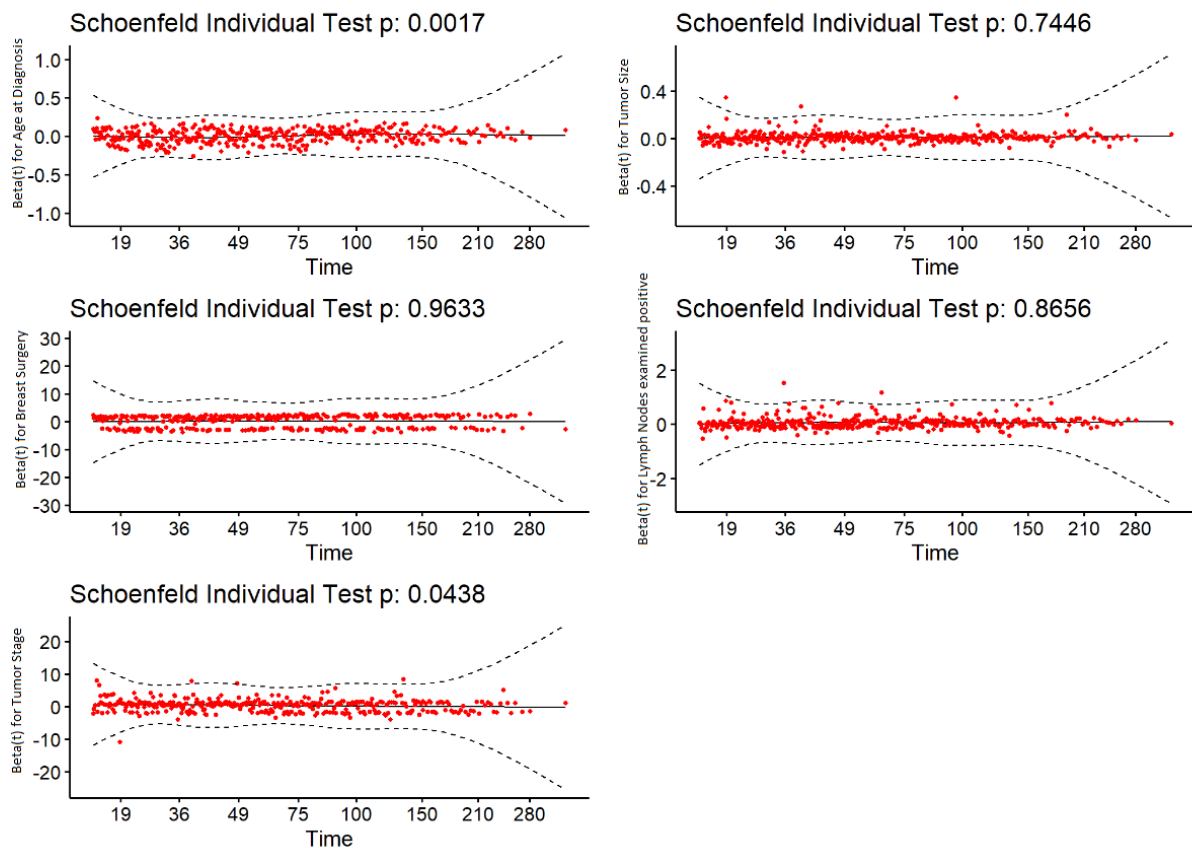 Schoenfeld Individual Test p: 0.0017
Beta(t) for Age at Diagnosis
1.0
0.5
0.0
-0.5
-1.0
19 36 49 75 100 150 210 280
Time
Schoenfeld Individual Test p: 0.7446
Beta(t) for Tumor Size
0.4
0.0
-0.4
19 36 49 75 100 150 210 280
Time
Schoenfeld Individual Test p: 0.9633
Beta(t) for Breast Surgery
30
20
10
0
-10
-20
-30
19 36 49 75 100 150 210 280
Time
Schoenfeld Individual Test p: 0.8656
Beta(t) for Lymph Nodes examined positive
2
0
-2
19 36 49 75 100 150 210 280
Time
Schoenfeld Individual Test p: 0.0438
Beta(t) for Tumor Stage
20
10
0
-10
-20
19 36 49 75 100 150 210 280
Time